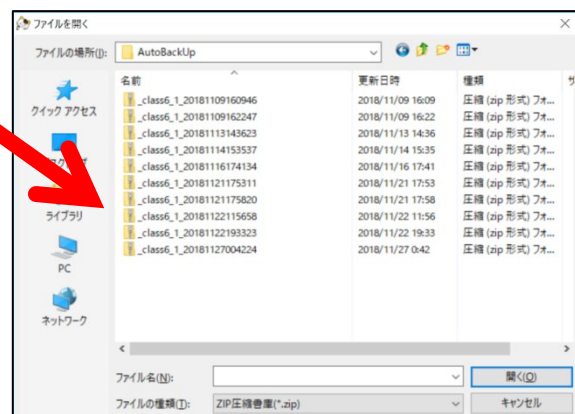 ファイルを開く
ファイルの場所(I):
AutoBackUp
名前 更新日時 種類
_class6_1_20181109160946 2018/11/09 16:09 圧縮 (zip 形式) フォ...
_class6_1_20181109162247 2018/11/09 16:22 圧縮 (zip 形式) フォ...
_class6_1_20181113143623 2018/11/13 14:36 圧縮 (zip 形式) フォ...
_class6_1_20181114153537 2018/11/14 15:35 圧縮 (zip 形式) フォ...
_class6_1_20181116174134 2018/11/16 17:41 圧縮 (zip 形式) フォ...
_class6_1_20181121175311 2018/11/21 17:53 圧縮 (zip 形式) フォ...
_class6_1_20181121175820 2018/11/21 17:58 圧縮 (zip 形式) フォ...
_class6_1_20181122115658 2018/11/22 11:56 圧縮 (zip 形式) フォ...
_class6_1_20181122193323 2018/11/22 19:33 圧縮 (zip 形式) フォ...
_class6_1_20181127004224 2018/11/27 0:42 圧縮 (zip 形式) フォ...
クイック アクセス
ライブラリ
PC
ネットワーク
ファイル名(N):
開く(O)
ファイルの種類(T):
ZIP圧縮書庫(*.zip)
キャンセル